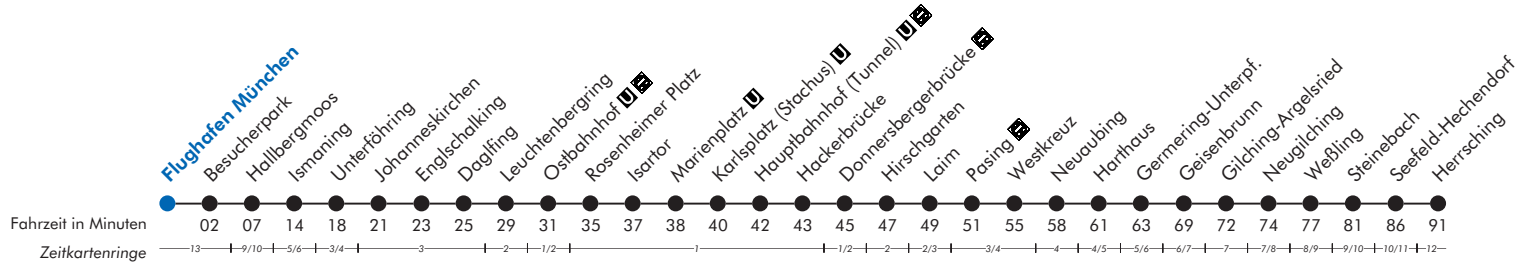 Flughafen München
Besucherpark
Hallbergmoos
Ismaning
Unterföhring
Johanneskirchen
Englschalking
Daglfing
Leuchtenbergring
Ostbahnhof U
Rosenheimer Platz
Isartor
Marienplatz U
Karlsplatz (Stachus) U
Hauptbahnhof (Tunnel) U
Hackerbrücke
Donnersbergerbrücke
Hirschgarten
Laim
Pasing
Westkreuz
Neuaubing
Harthaus
Germering-Unterpf.
Geisenbrunn
Gilching-Argelsried
Neugilching
Weßling
Steinebach
Seefeld-Hechendorf
Herrsching
Fahrzeit in Minuten 02 07 14 18 21 23 25 29 31 35 37 38 40 42 43 45 47 49 51 55 58 61 63 69 72 74 77 81 86 91
Zeitkartenringe 13 9/10 5/6 3/4 3 2 1/2 1 1/2 2 2/3 3/4 4 4/5 5/6 6/7 7 7/8 8/9 9/10 10/11 12